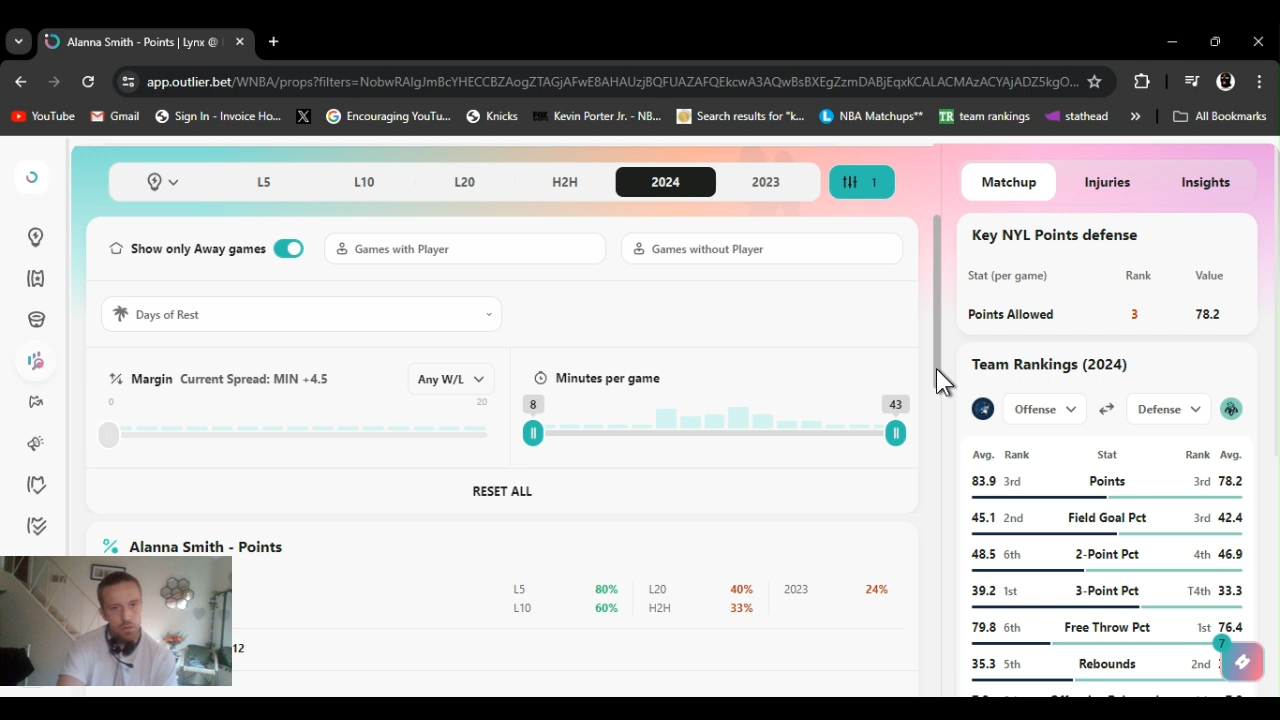 Alanna Smith - Points | Lynx @
app.outlier.bet/WNBA/props?filters=NobwRAlgJmBcYHECCBZAogZTAGjAFwE8AHAUzjBQFUAZAFQEkcwA3AQwBsBXEgZzmDABjEqxKCALACMAzACYAjADZ5kgO...
YouTube
Gmail
Sign In - Invoice Ho...
Encouraging YouTu...
Knicks
Kevin Porter Jr. - NB...
Search results for "k...
NBA Matchups**
TR team rankings
stathead
»
All Bookmarks
L5
L10
L20
H2H
2024
2023
1
Matchup
Injuries
Insights
Show only Away games
Games with Player
Games without Player
Days of Rest
Margin Current Spread: MIN +4.5
Any W/L
0
20
Minutes per game
8
43
RESET ALL
Alanna Smith - Points
L5 80% L20 40% 2023 24%
L10 60% H2H 33%
12
Key NYL Points defense
Stat (per game) Rank Value
Points Allowed 3 78.2
Team Rankings (2024)
Offense
Defense
Avg. Rank Stat Rank Avg.
83.9 3rd Points 3rd 78.2
45.1 2nd Field Goal Pct 3rd 42.4
48.5 6th 2-Point Pct 4th 46.9
39.2 1st 3-Point Pct T4th 33.3
79.8 6th Free Throw Pct 1st 76.4
7
35.3 5th Rebounds 2nd